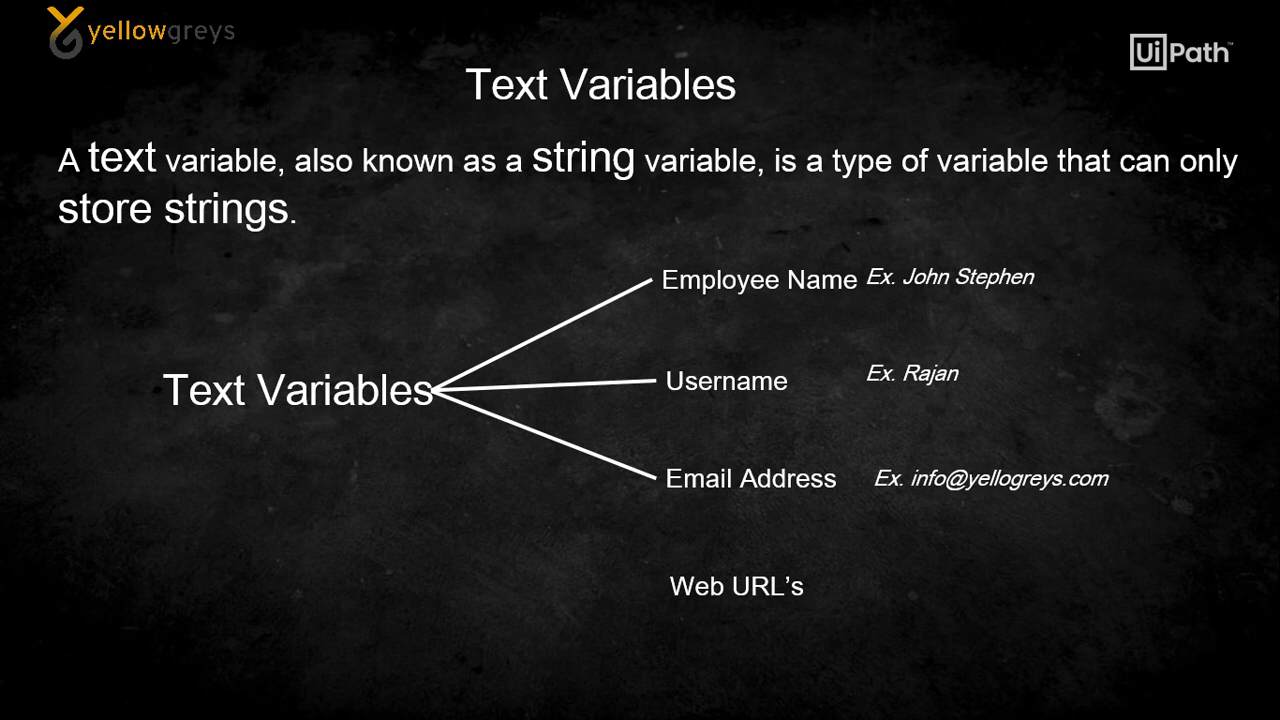 yellowgreys
UiPath™
Text Variables
A text variable, also known as a string variable, is a type of variable that can only
store strings.
Employee Name Ex. John Stephen
Text Variables
Username Ex. Rajan
Email Address Ex. info@yellogreys.com
Web URL’s